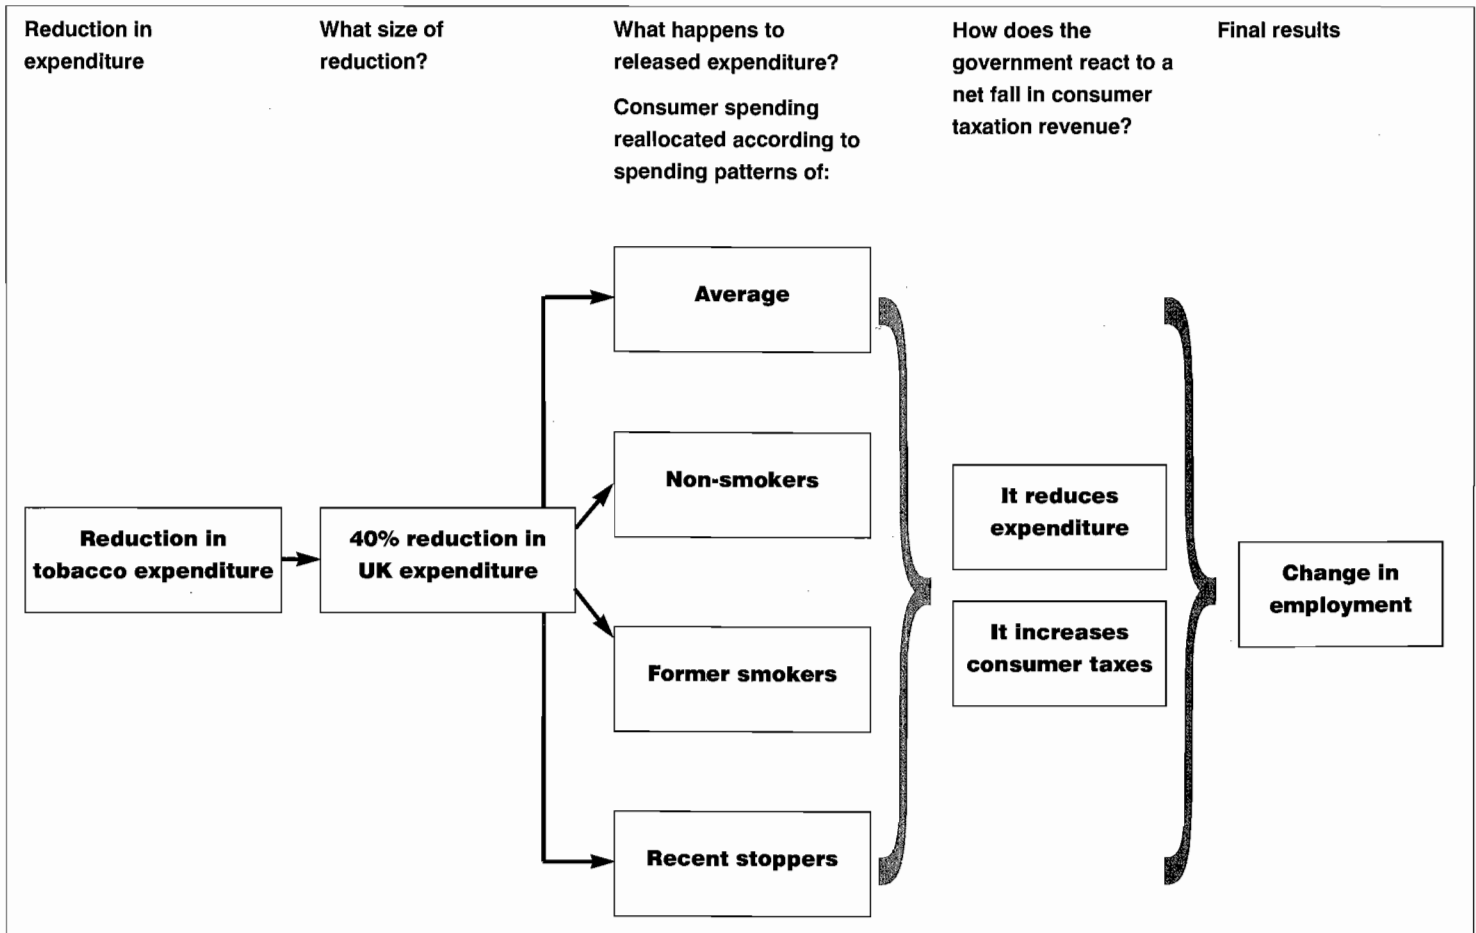 Reduction in
expenditure
What size of
reduction?
What happens to
released expenditure?
Consumer spending
reallocated according to
spending patterns of:
How does the
government react to a
net fall in consumer
taxation revenue?
Final results
Reduction in
tobacco expenditure
40% reduction in
UK expenditure
Average
Non-smokers
Former smokers
Recent stoppers
It reduces
expenditure
It increases
consumer taxes
Change in
employment